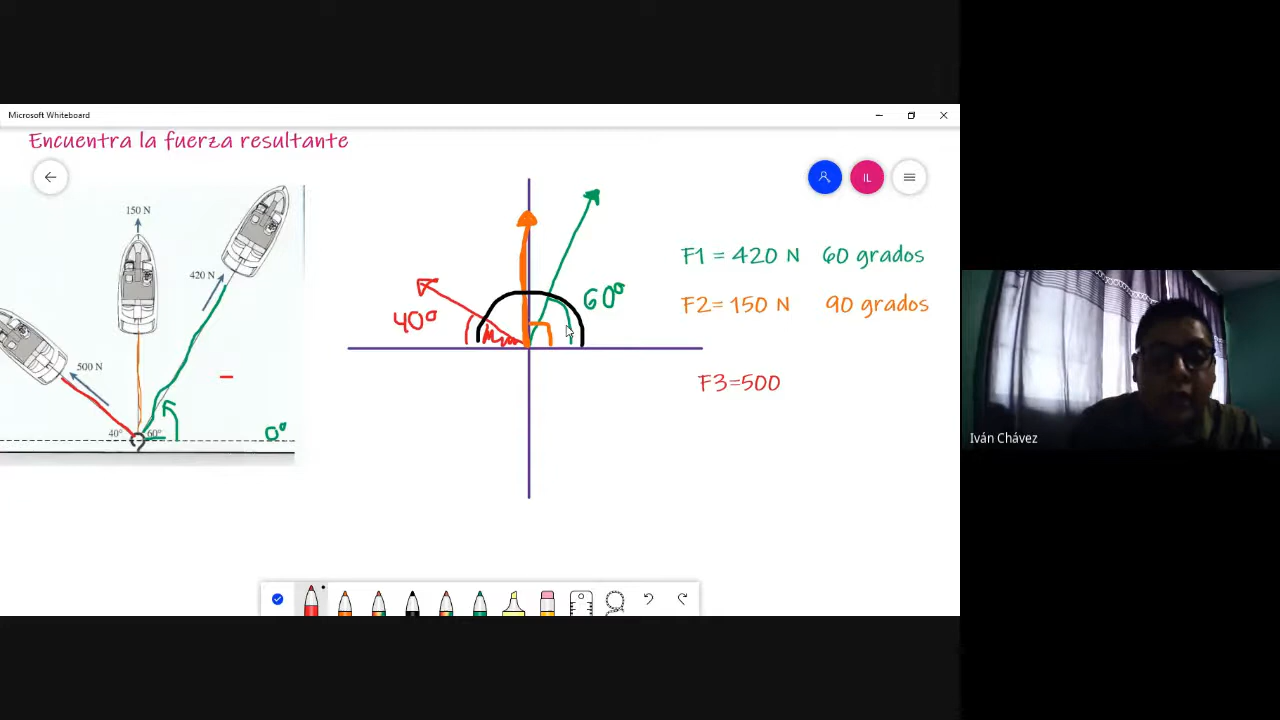 Microsoft Whiteboard
Encuentra la fuerza resultante
IL
150 N
420 N
500 N
40°
60°
0°
40°
60°
F1 = 420 N 60 grados
F2= 150 N 90 grados
F3=500
Iván Chávez